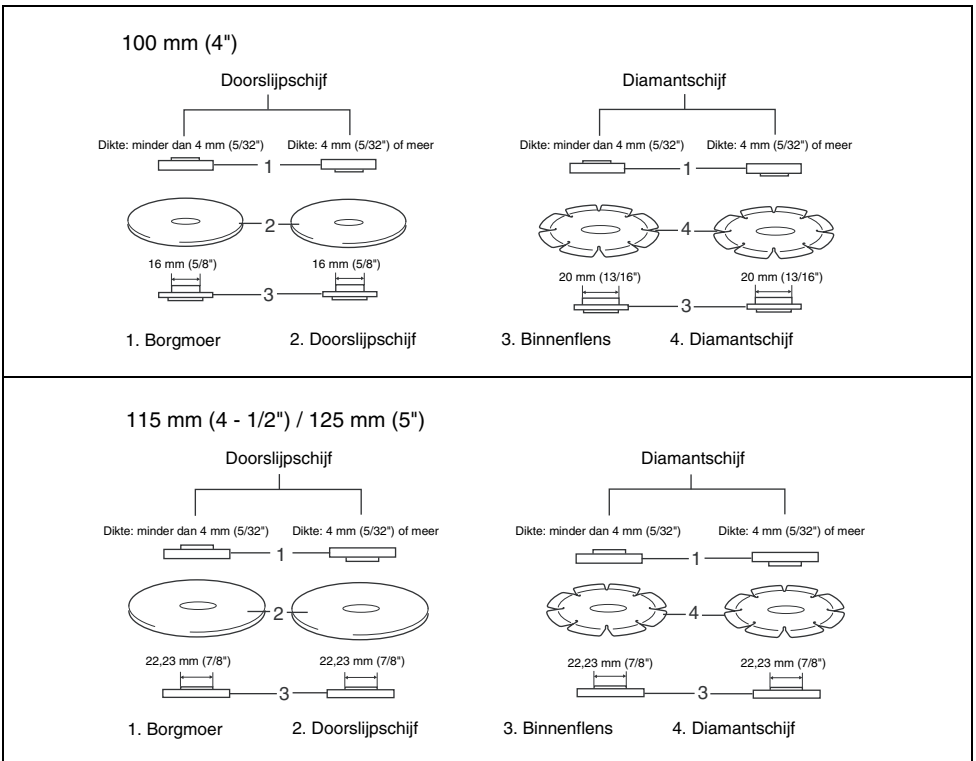 100 mm (4")
Doorslijpschijf
Diamantschijf
Dikte: minder dan 4 mm (5/32")
Dikte: 4 mm (5/32") of meer
Dikte: minder dan 4 mm (5/32")
Dikte: 4 mm (5/32") of meer
1
1
2
4
16 mm (5/8")
16 mm (5/8")
20 mm (13/16")
20 mm (13/16")
3
3
1. Borgmoer
2. Doorslijpschijf
3. Binnenflens
4. Diamantschijf
115 mm (4 - 1/2") / 125 mm (5")
Doorslijpschijf
Diamantschijf
Dikte: minder dan 4 mm (5/32")
Dikte: 4 mm (5/32") of meer
Dikte: minder dan 4 mm (5/32")
Dikte: 4 mm (5/32") of meer
1
1
2
4
22,23 mm (7/8")
22,23 mm (7/8")
22,23 mm (7/8")
22,23 mm (7/8")
3
3
1. Borgmoer
2. Doorslijpschijf
3. Binnenflens
4. Diamantschijf